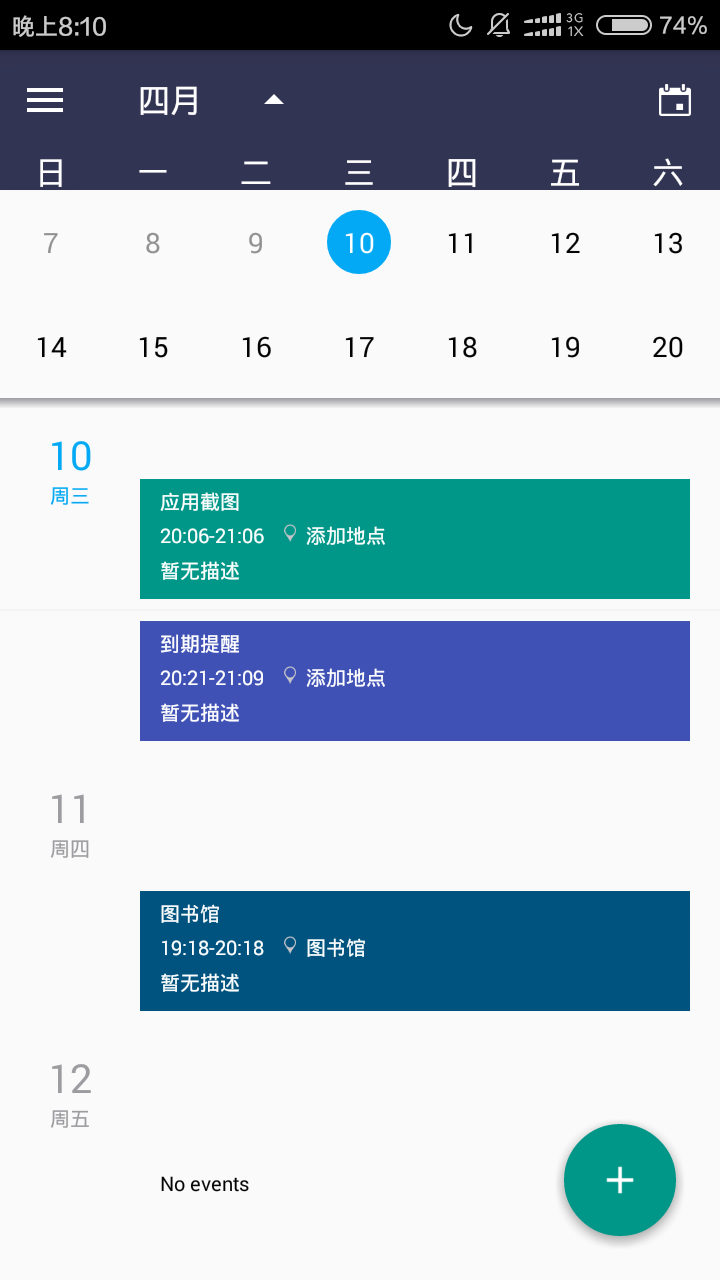 晚上8:10 3G 1X 74%
四月
日 一 二 三 四 五 六
7 8 9 10 11 12 13
14 15 16 17 18 19 20
10
周三
应用截图
20:06-21:06 添加地点
暂无描述
到期提醒
20:21-21:09 添加地点
暂无描述
11
周四
图书馆
19:18-20:18 图书馆
暂无描述
12
周五
No events